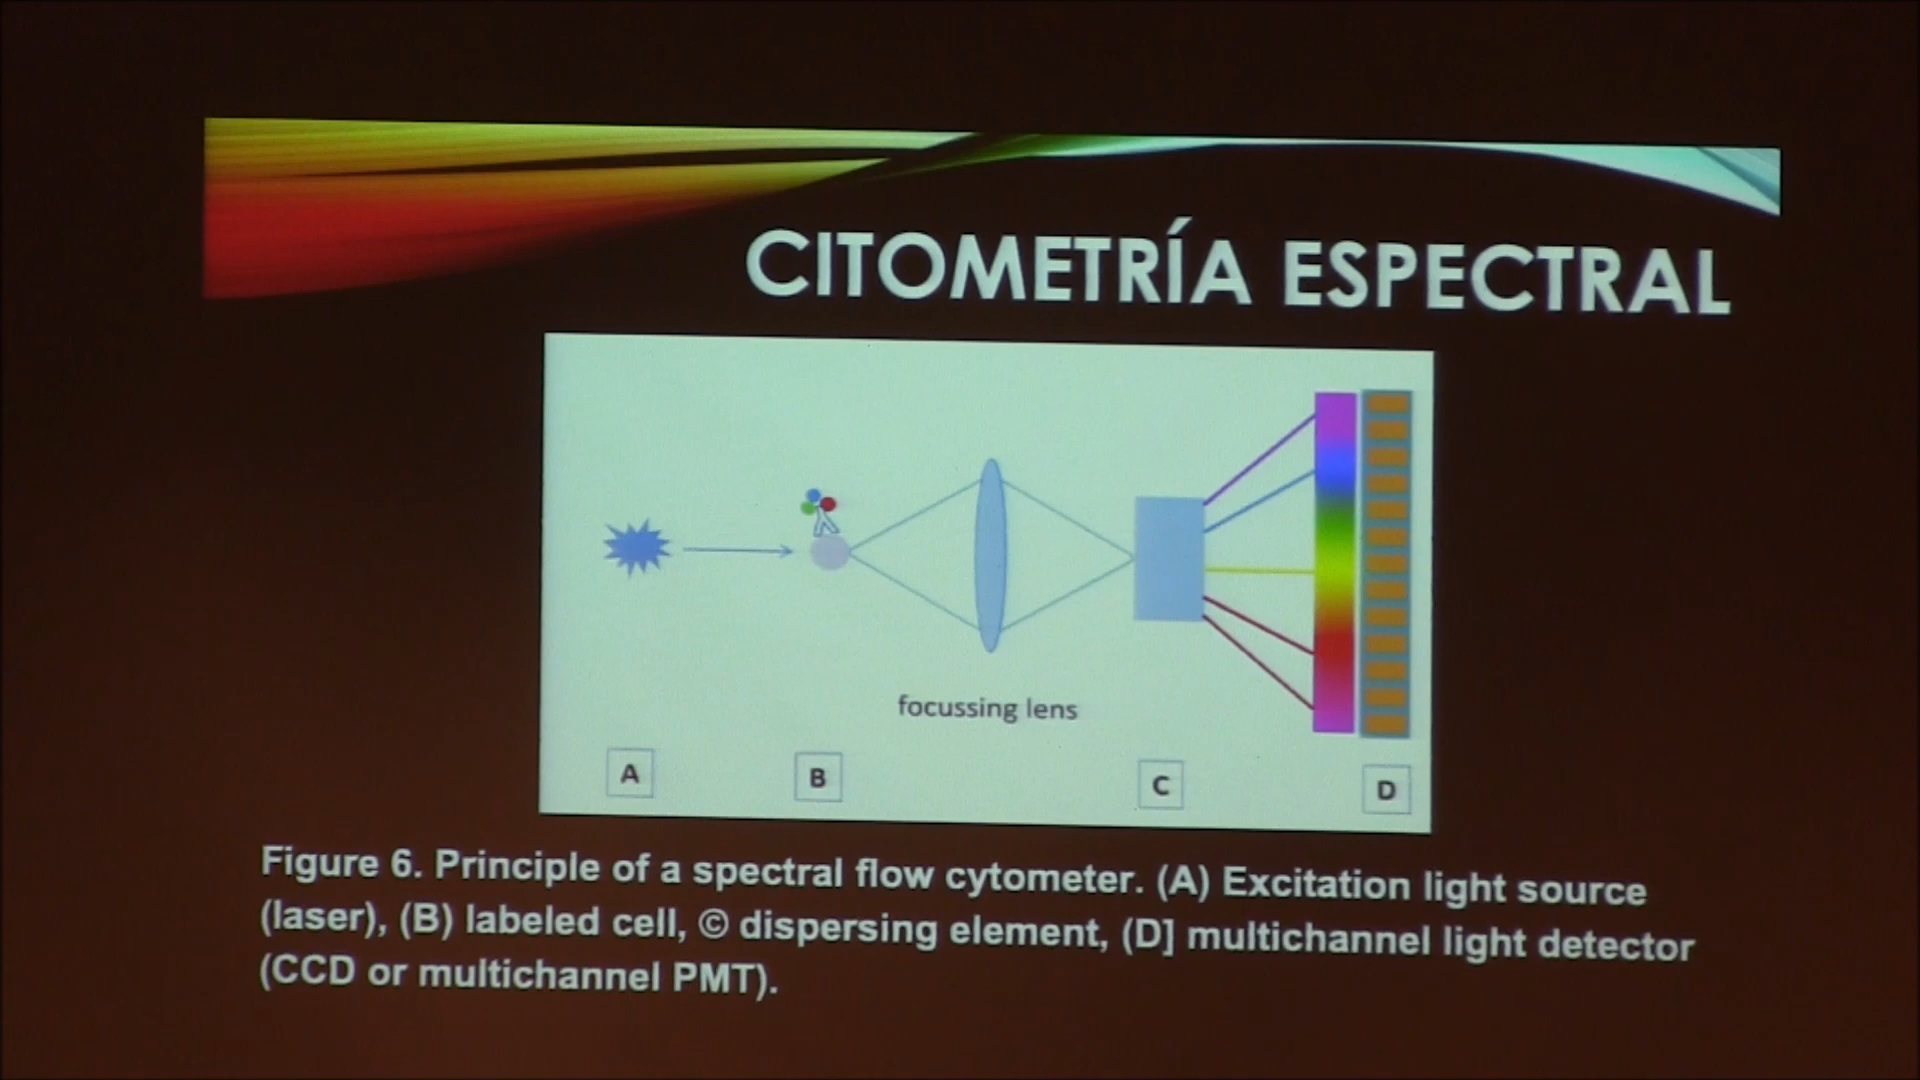 CITOMETRÍA ESPECTRAL
focussing lens
A B C D
Figure 6. Principle of a spectral flow cytometer. (A) Excitation light source
(laser), (B) labeled cell, © dispersing element, (D] multichannel light detector
(CCD or multichannel PMT).